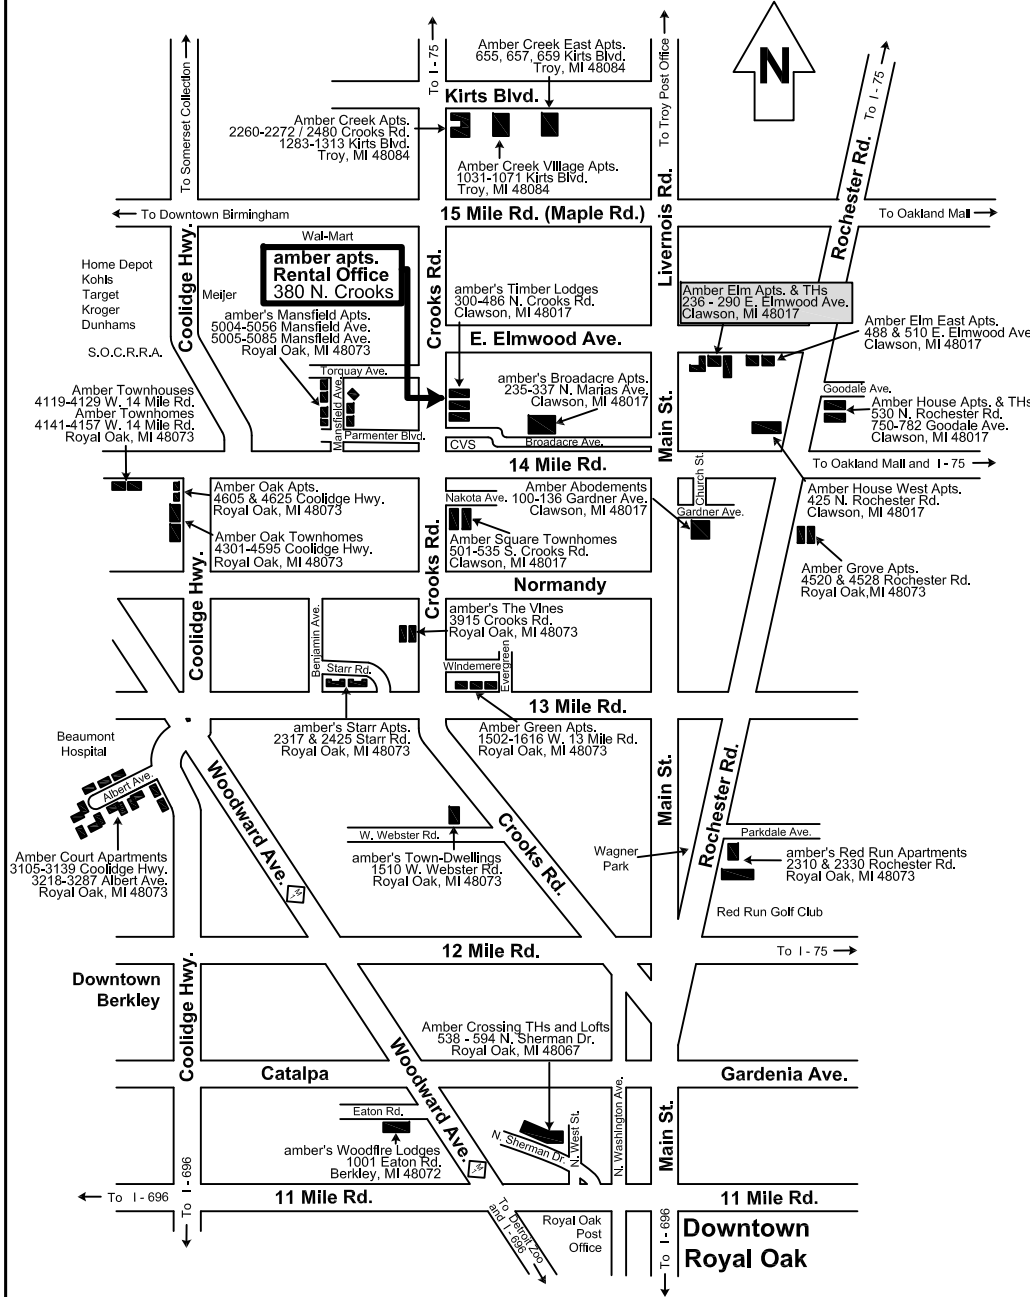 To Somerset Collection
To I - 75
Amber Creek East Apts.
655, 657, 659 Kirts Blvd.
Troy, MI 48084
To Troy Post Office
N
To I - 75
Kirts Blvd.
Amber Creek Apts.
2260-2272 / 2480 Crooks Rd.
1283-1313 Kirts Blvd.
Troy, MI 48084
Amber Creek Village Apts.
1031-1071 Kirts Blvd.
Troy, MI 48084
Livernois Rd.
Rochester Rd.
To Downtown Birmingham
15 Mile Rd. (Maple Rd.)
To Oakland Mall
Coolidge Hwy.
Wal-Mart
Crooks Rd.
amber apts.
Rental Office
380 N. Crooks
Home Depot
Kohls
Target
Kroger
Dunhams
S.O.C.R.R.A.
Meijer
amber's Timber Lodges
300-486 N. Crooks Rd.
Clawson, MI 48017
Amber Elm Apts. & THs
236 - 290 E. Elmwood Ave.
Clawson, MI 48017
amber's Mansfield Apts.
5004-5056 Mansfield Ave.
5005-5085 Mansfield Ave.
Royal Oak, MI 48073
E. Elmwood Ave.
Amber Elm East Apts.
488 & 510 E. Elmwood Ave.
Clawson, MI 48017
Torquay Ave.
Mansfield Ave.
Parmenter Blvd.
amber's Broadacre Apts.
235-337 N. Marias Ave.
Clawson, MI 48017
CVS
Broadacre Ave.
Main St.
Goodale Ave.
Amber House Apts. & THs
530 N. Rochester Rd.
750-782 Goodale Ave.
Clawson, MI 48017
Amber Townhouses
4119-4129 W. 14 Mile Rd.
Amber Townhomes
4141-4157 W. 14 Mile Rd.
Royal Oak, MI 48073
14 Mile Rd.
To Oakland Mall and I - 75
Amber Oak Apts.
4605 & 4625 Coolidge Hwy.
Royal Oak, MI 48073
Amber Oak Townhomes
4301-4595 Coolidge Hwy.
Royal Oak, MI 48073
Nakota Ave.
Amber Abodements
100-136 Gardner Ave.
Clawson, MI 48017
Church St.
Gardner Ave.
Amber House West Apts.
425 N. Rochester Rd.
Clawson, MI 48017
Amber Square Townhomes
501-535 S. Crooks Rd.
Clawson, MI 48017
Amber Grove Apts.
4520 & 4528 Rochester Rd.
Royal Oak,MI 48073
Crooks Rd.
Normandy
Coolidge Hwy.
Benjamin Ave.
Starr Rd.
amber's The Vines
3915 Crooks Rd.
Royal Oak, MI 48073
Windemere
Evergreen
13 Mile Rd.
amber's Starr Apts.
2317 & 2425 Starr Rd.
Royal Oak, MI 48073
Amber Green Apts.
1502-1616 W. 13 Mile Rd.
Royal Oak, MI 48073
Beaumont
Hospital
Albert Ave.
Woodward Ave.
Crooks Rd.
Main St.
Rochester Rd.
Amber Court Apartments
3105-3139 Coolidge Hwy.
3218-3287 Albert Ave.
Royal Oak, MI 48073
W. Webster Rd.
amber's Town-Dwellings
1510 W. Webster Rd.
Royal Oak, MI 48073
Wagner
Park
Parkdale Ave.
amber's Red Run Apartments
2310 & 2330 Rochester Rd.
Royal Oak, MI 48073
Red Run Golf Club
12 Mile Rd.
To I - 75
Downtown
Berkley
Coolidge Hwy.
Amber Crossing THs and Lofts
538 - 594 N. Sherman Dr.
Royal Oak, MI 48067
Catalpa
Woodward Ave.
Gardenia Ave.
Eaton Rd.
amber's Woodfire Lodges
1001 Eaton Rd.
Berkley, MI 48072
N. Sherman Dr.
N. West St.
N. Washington Ave.
Main St.
To I - 696
To I - 696
11 Mile Rd.
11 Mile Rd.
To Detroit Zoo
and I - 696
Royal Oak
Post
Office
To I - 696
Downtown
Royal Oak